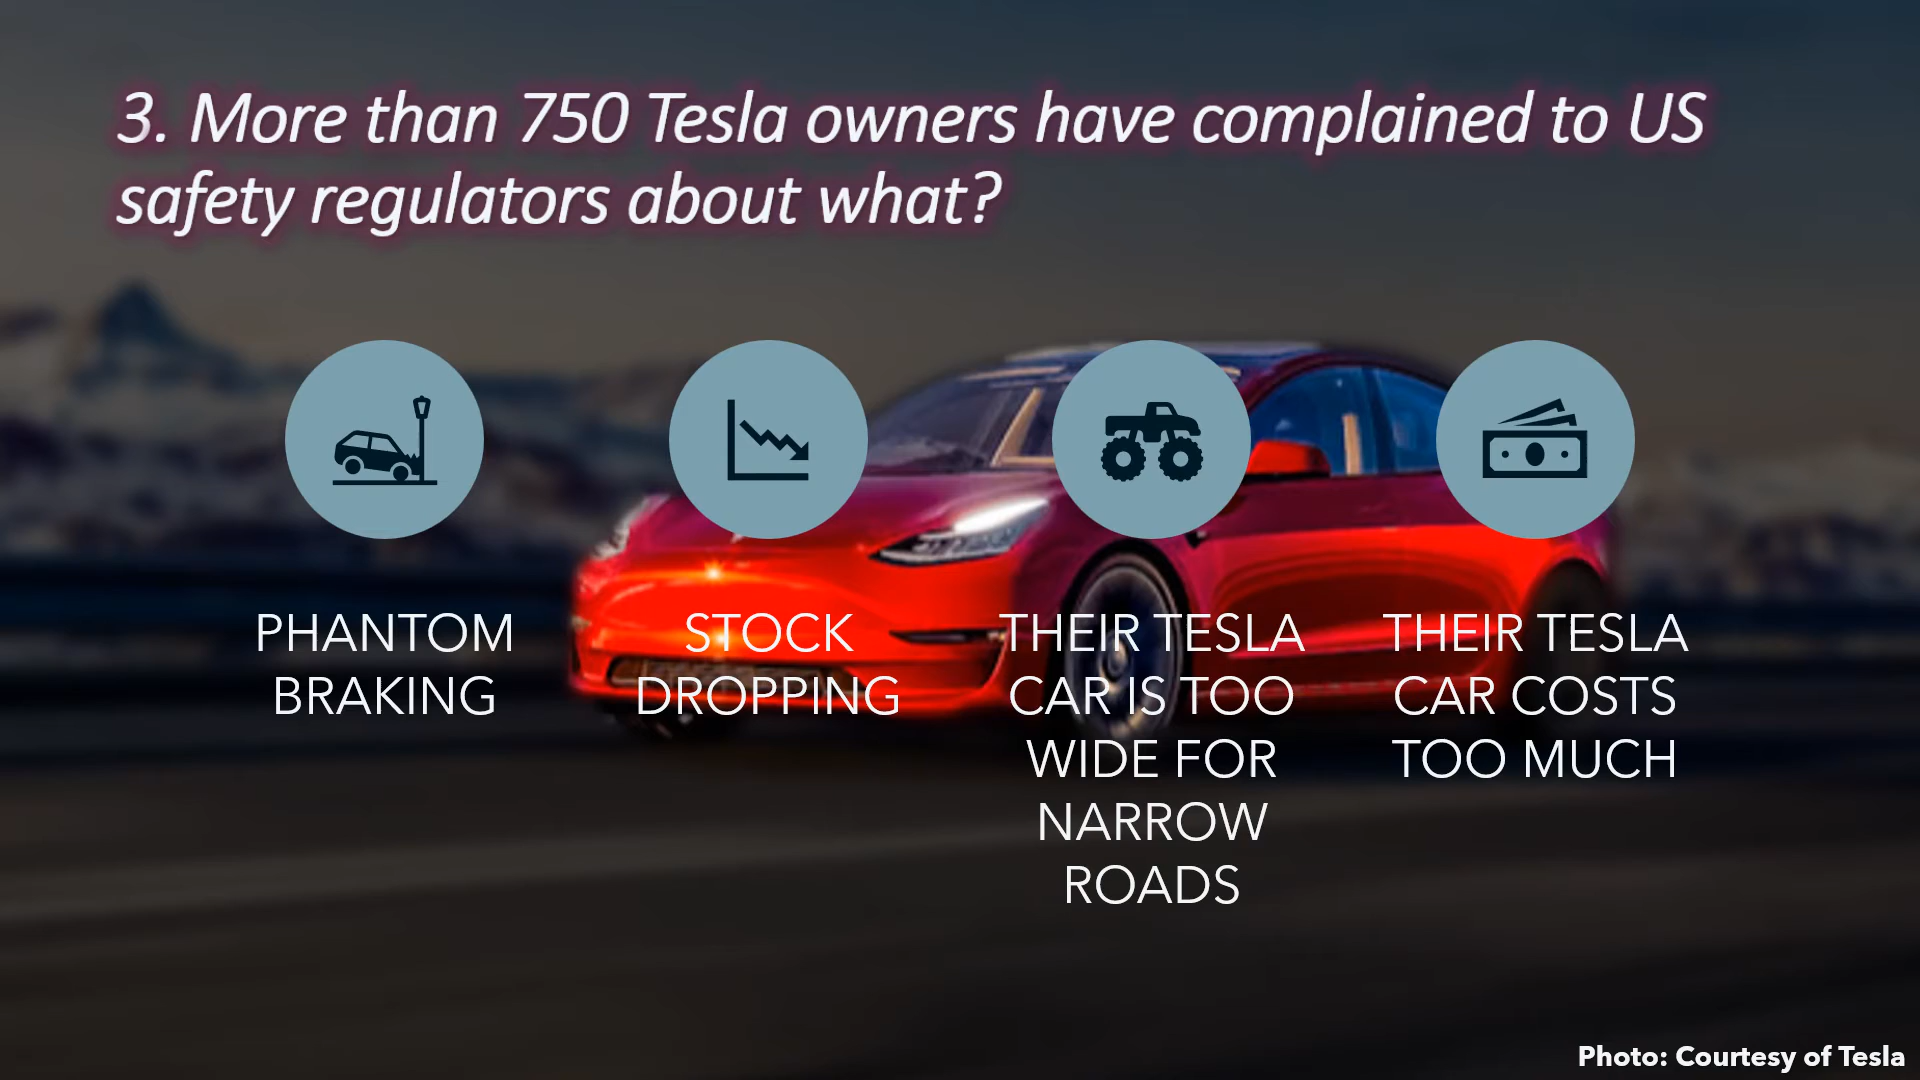 3. More than 750 Tesla owners have complained to US
safety regulators about what?
PHANTOM
BRAKING
STOCK
DROPPING
THEIR TESLA
CAR IS TOO
WIDE FOR
NARROW
ROADS
THEIR TESLA
CAR COSTS
TOO MUCH
Photo: Courtesy of Tesla